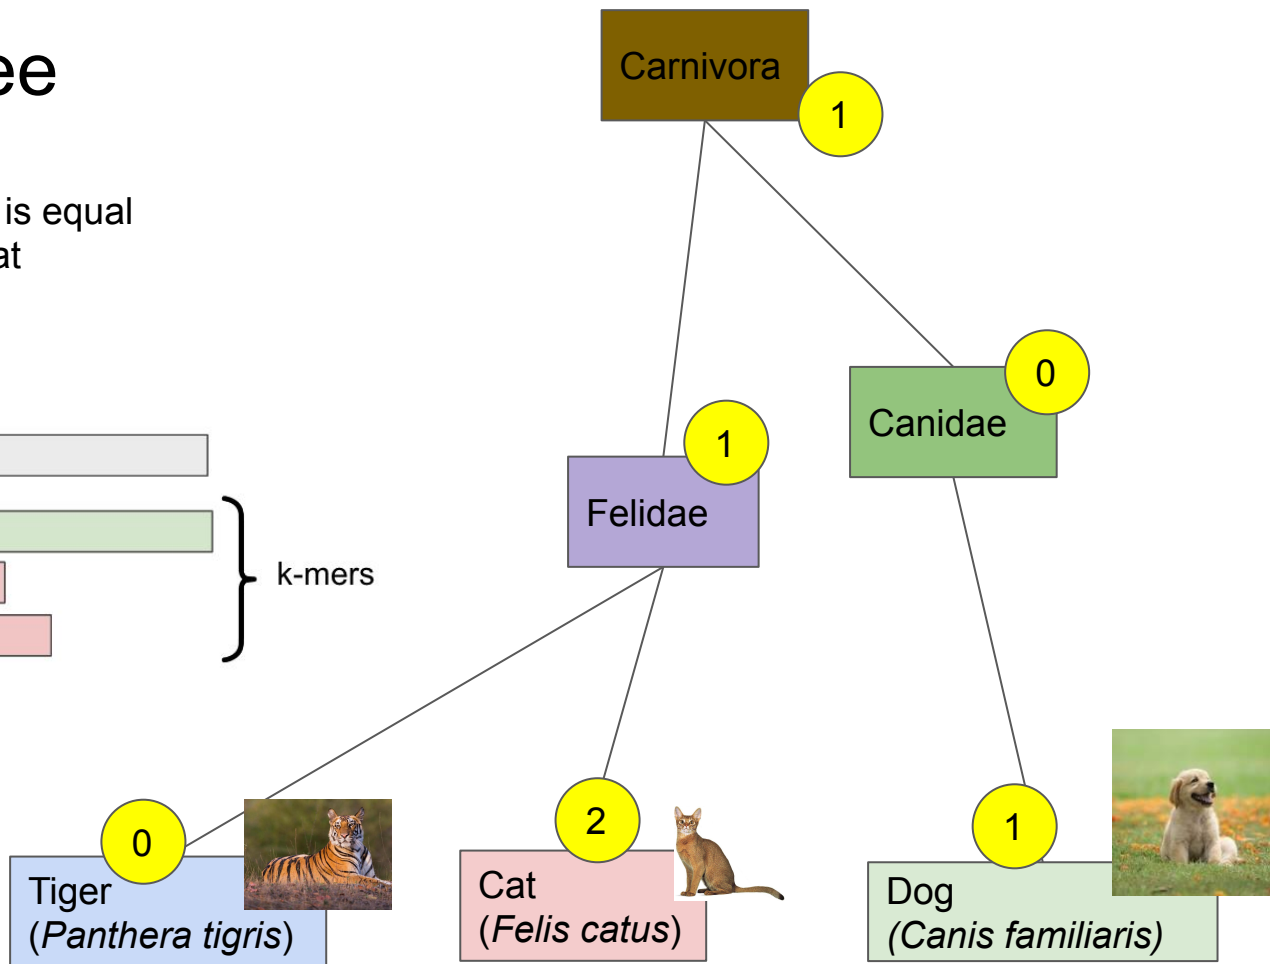 ee
Carnivora
1
is equal
at
0
Canidae
1
Felidae
k-mers
0
2
1
Tiger
(Panthera tigris)
Cat
(Felis catus)
Dog
(Canis familiaris)